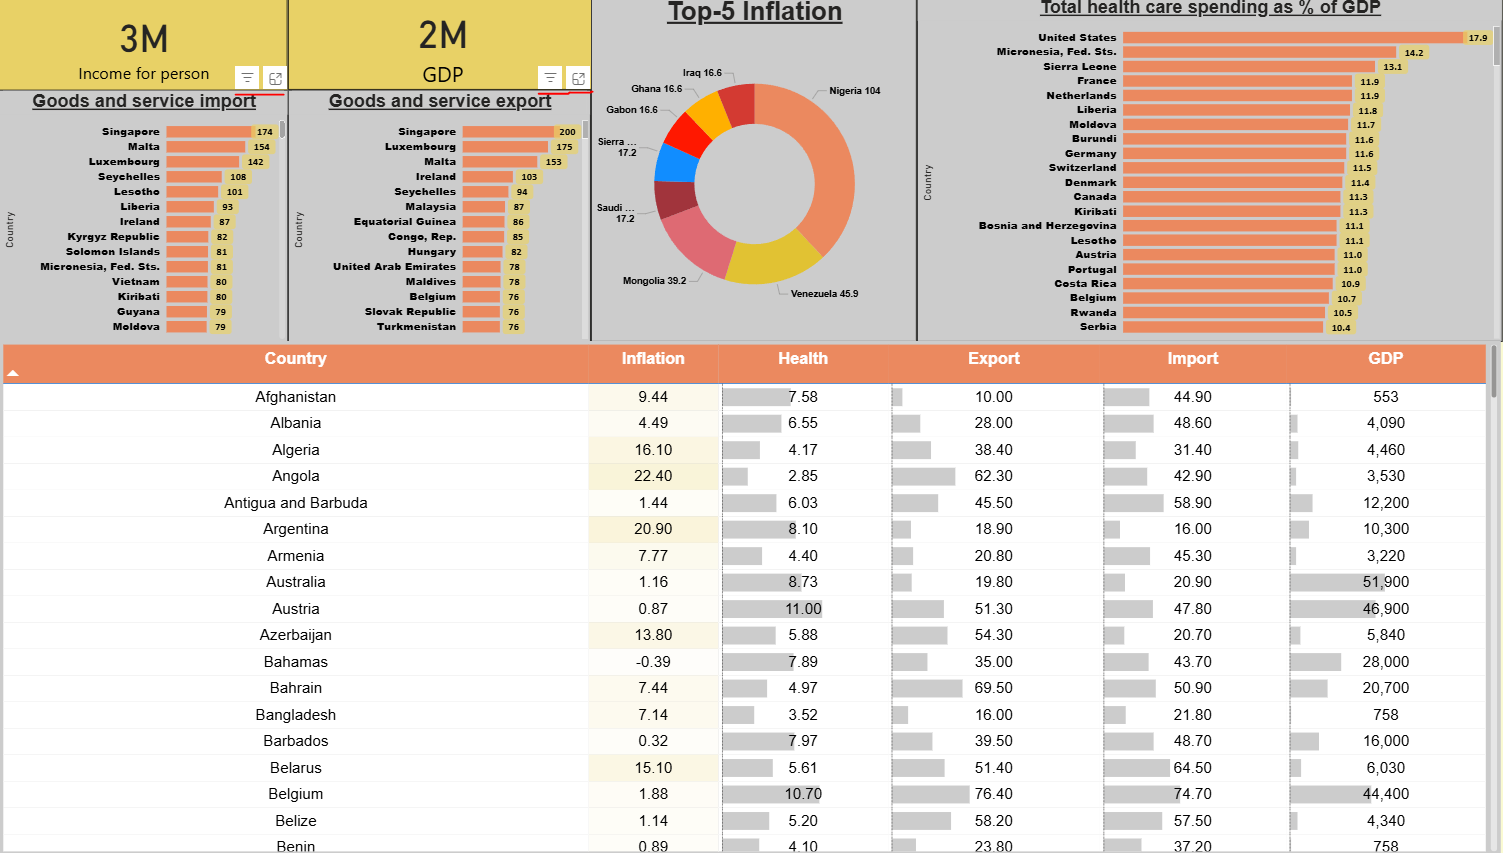 3M
Income for person
2M
GDP
Goods and service import
Country
Singapore 174
Malta 154
Luxembourg 142
Seychelles 108
Lesotho 101
Liberia 93
Ireland 87
Kyrgyz Republic 82
Solomon Islands 81
Micronesia, Fed. Sts. 81
Vietnam 80
Kiribati 80
Guyana 79
Moldova 79
Goods and service export
Country
Singapore 200
Luxembourg 175
Malta 153
Ireland 103
Seychelles 94
Malaysia 87
Equatorial Guinea 86
Congo, Rep. 85
Hungary 82
United Arab Emirates 78
Maldives 78
Belgium 76
Slovak Republic 76
Turkmenistan 76
Top-5 Inflation
Iraq 16.6
Ghana 16.6
Gabon 16.6
Sierra ...
17.2
Saudi ...
17.2
Mongolia 39.2
Venezuela 45.9
Nigeria 104
Total health care spending as % of GDP
Country
United States 17.9
Micronesia, Fed. Sts. 14.2
Sierra Leone 13.1
France 11.9
Netherlands 11.9
Liberia 11.8
Moldova 11.7
Burundi 11.6
Germany 11.6
Switzerland 11.5
Denmark 11.4
Canada 11.3
Kiribati 11.3
Bosnia and Herzegovina 11.1
Lesotho 11.1
Austria 11.0
Portugal 11.0
Costa Rica 10.9
Belgium 10.7
Rwanda 10.5
Serbia 10.4
Country Inflation Health Export Import GDP
Afghanistan 9.44 7.58 10.00 44.90 553
Albania 4.49 6.55 28.00 48.60 4,090
Algeria 16.10 4.17 38.40 31.40 4,460
Angola 22.40 2.85 62.30 42.90 3,530
Antigua and Barbuda 1.44 6.03 45.50 58.90 12,200
Argentina 20.90 8.10 18.90 16.00 10,300
Armenia 7.77 4.40 20.80 45.30 3,220
Australia 1.16 8.73 19.80 20.90 51,900
Austria 0.87 11.00 51.30 47.80 46,900
Azerbaijan 13.80 5.88 54.30 20.70 5,840
Bahamas -0.39 7.89 35.00 43.70 28,000
Bahrain 7.44 4.97 69.50 50.90 20,700
Bangladesh 7.14 3.52 16.00 21.80 758
Barbados 0.32 7.97 39.50 48.70 16,000
Belarus 15.10 5.61 51.40 64.50 6,030
Belgium 1.88 10.70 76.40 74.70 44,400
Belize 1.14 5.20 58.20 57.50 4,340
Benin 0.89 4.10 23.80 37.20 758